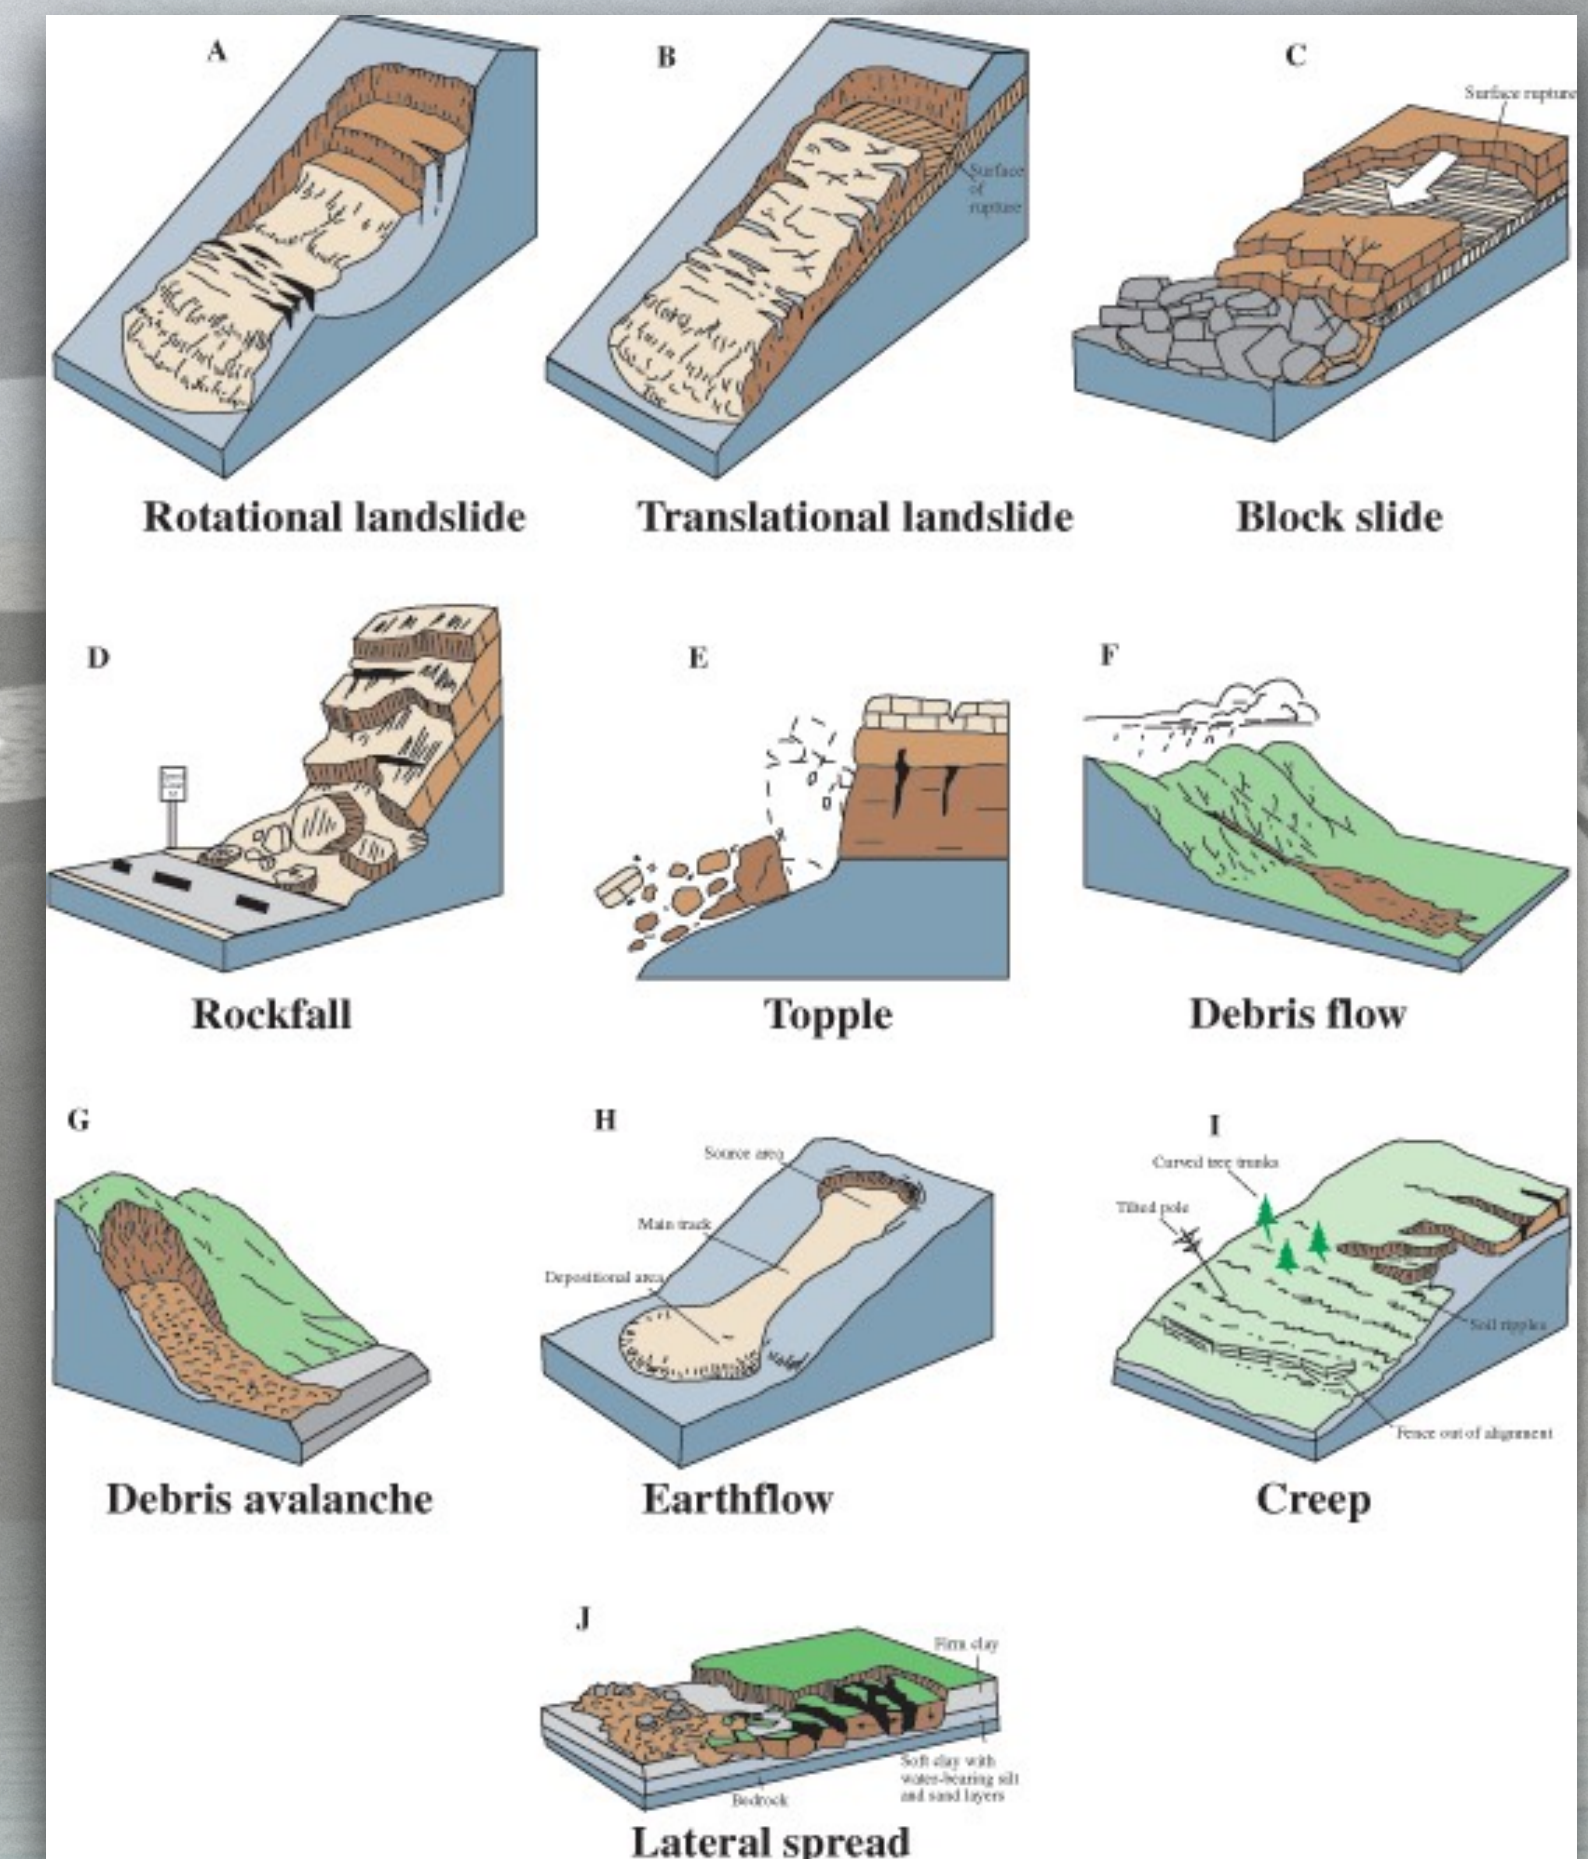 A
B
C
Surface rupture
Surface
of
rupture
Toe
Rotational landslide
Translational landslide
Block slide
D
E
F
Rockfall
Topple
Debris flow
G
H
I
Source area
Curved tree trunks
Tilted pole
Main track
Depositional area
Soil ripples
Fence out of alignment
Debris avalanche
Earthflow
Creep
J
Firm clay
Soft clay with
water-bearing silt
and sand layers
Bedrock
Lateral spread